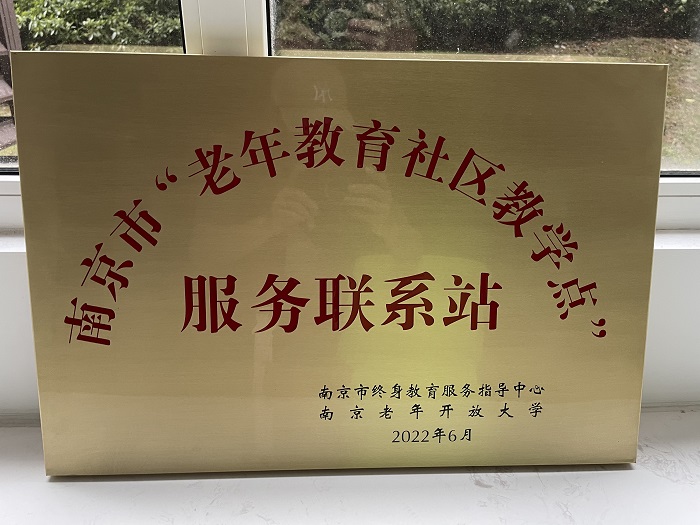 南京市“老年教育社区教学点”
服务联系站
南京市终身教育服务指导中心
南京老年开放大学
2022年6月